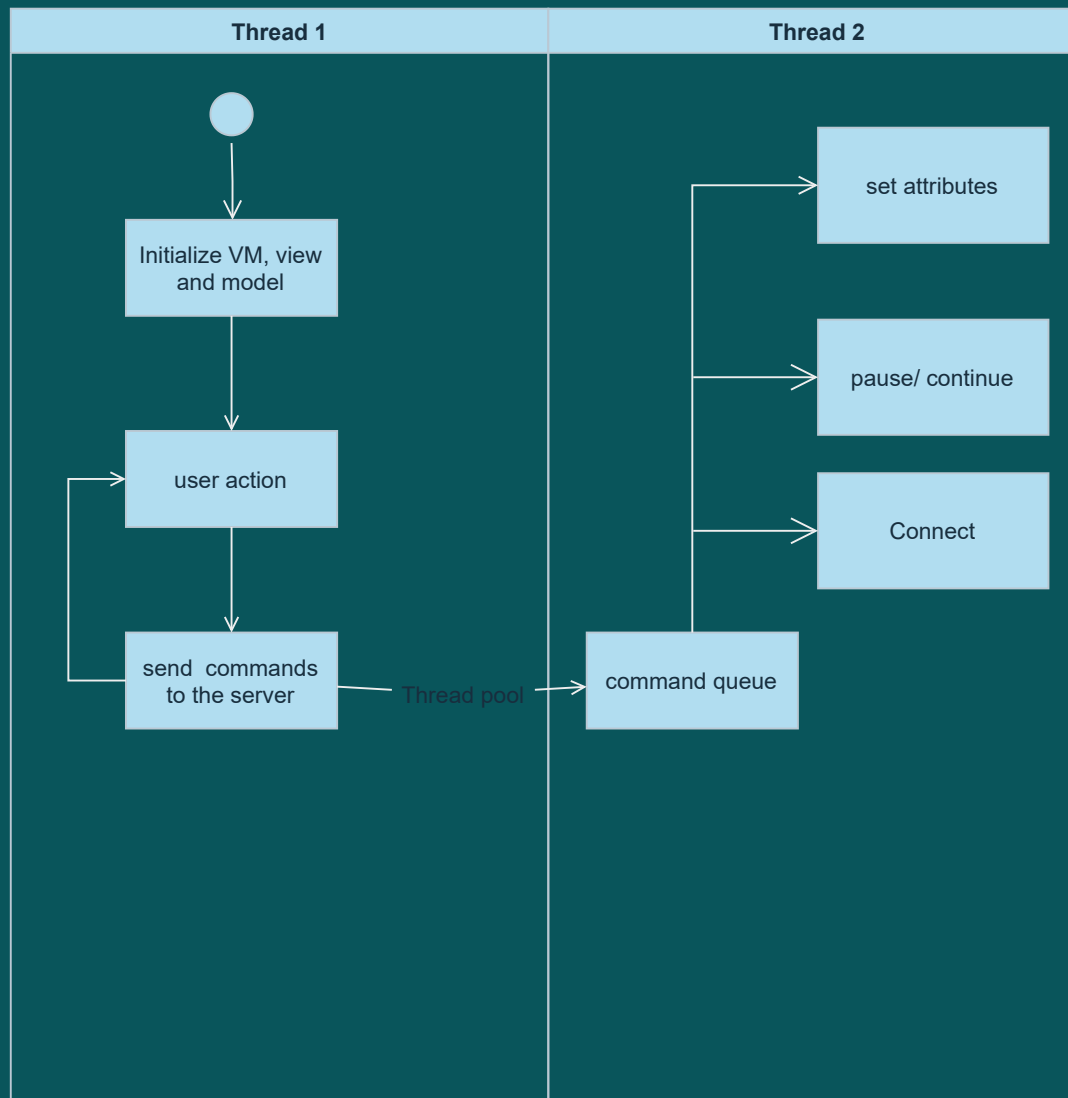 Thread 1
Thread 2
Initialize VM, view
and model
user action
send commands
to the server
Thread pool
command queue
set attributes
pause/ continue
Connect